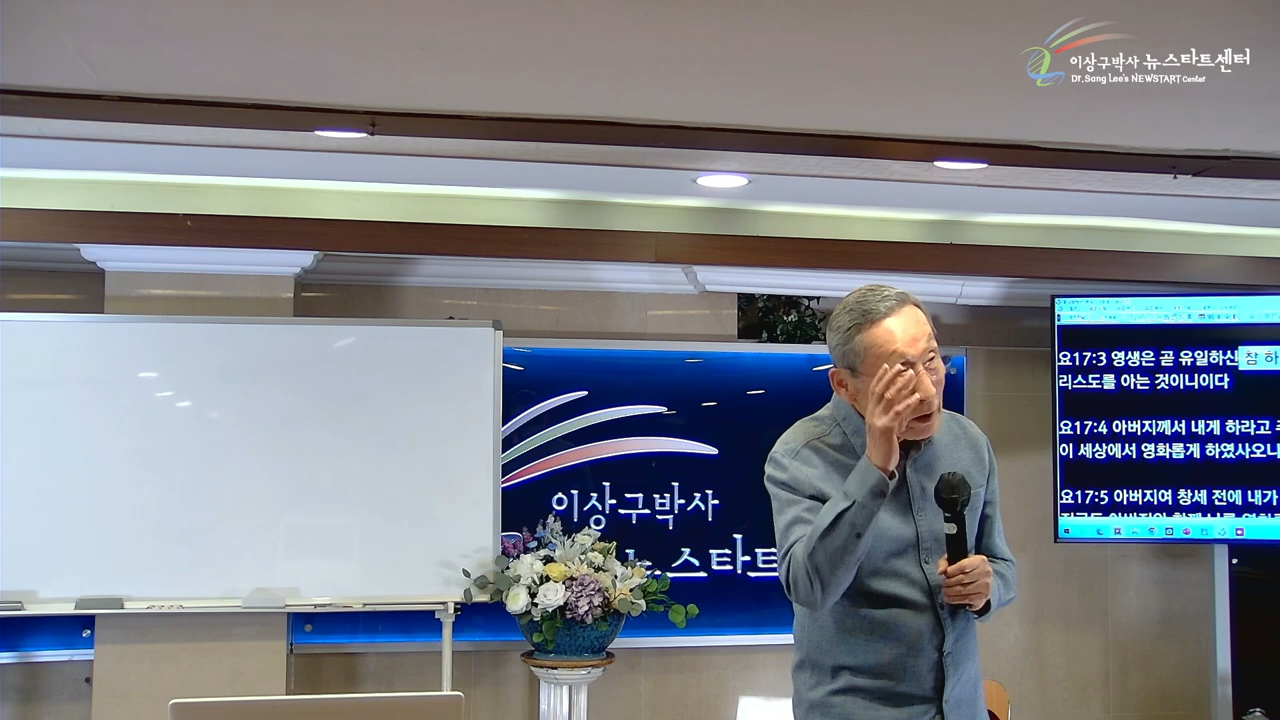 이상구박사 뉴스타트센터
Dr. Sang Lee's NEWSTART Center
이상구박사
뉴스타트
요17:3 영생은 곧 유일하신 참 하
리스도를 아는 것이니이다
요17:4 아버지께서 내게 하라고
이 세상에서 영화롭게 하였사오니
요17:5 아버지여 창세 전에 내가